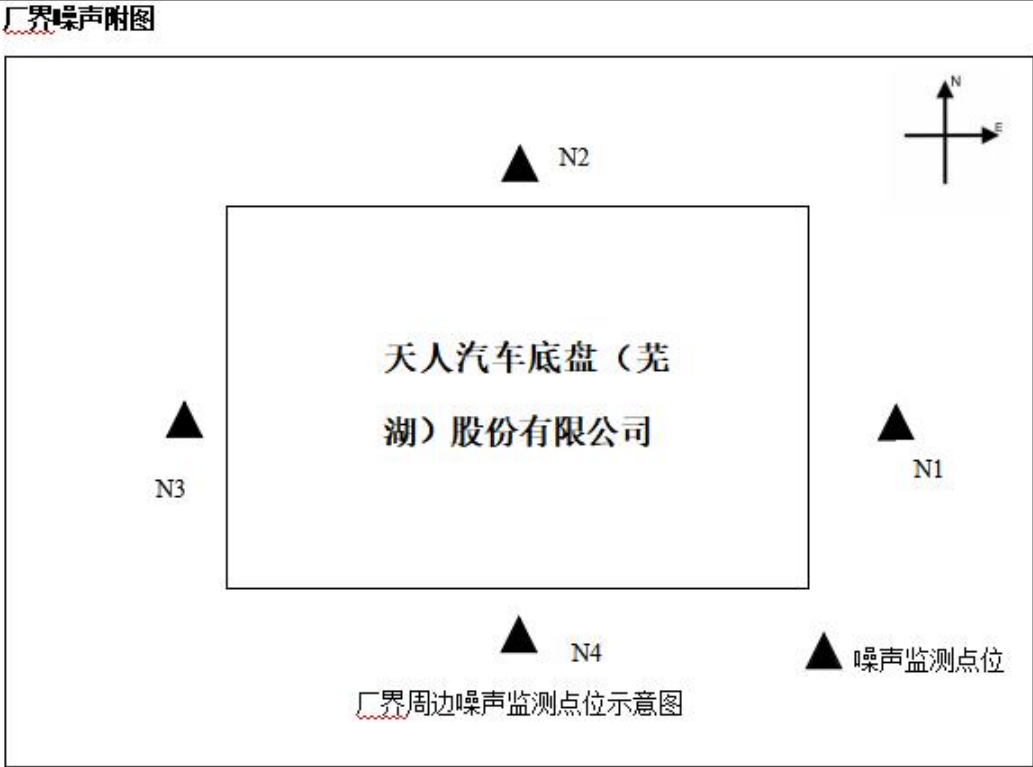 厂界噪声附图
N
E
N2
天人汽车底盘（芜
湖）股份有限公司
N3
N1
N4
噪声监测点位
厂界周边噪声监测点位示意图